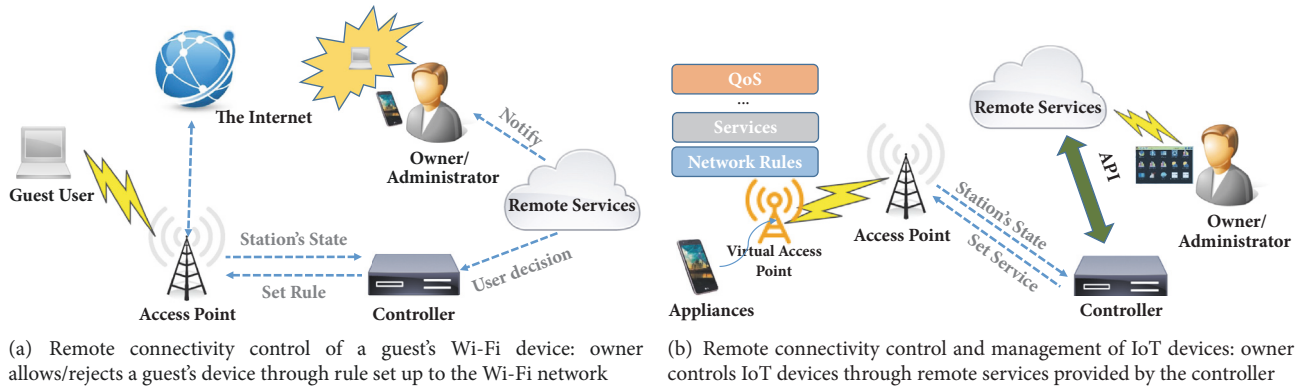 The Internet
Guest User
Owner/
Administrator
Notify
Remote Services
Station's State
User decision
Set Rule
Access Point
Controller
(a) Remote connectivity control of a guest's Wi-Fi device: owner
allows/rejects a guest's device through rule set up to the Wi-Fi network
QoS
...
Services
Network Rules
Remote Services
API
Access Point
Station's State
Set Service
Owner/
Administrator
Virtual Access
Point
Appliances
Controller
(b) Remote connectivity control and management of IoT devices: owner
controls IoT devices through remote services provided by the controller